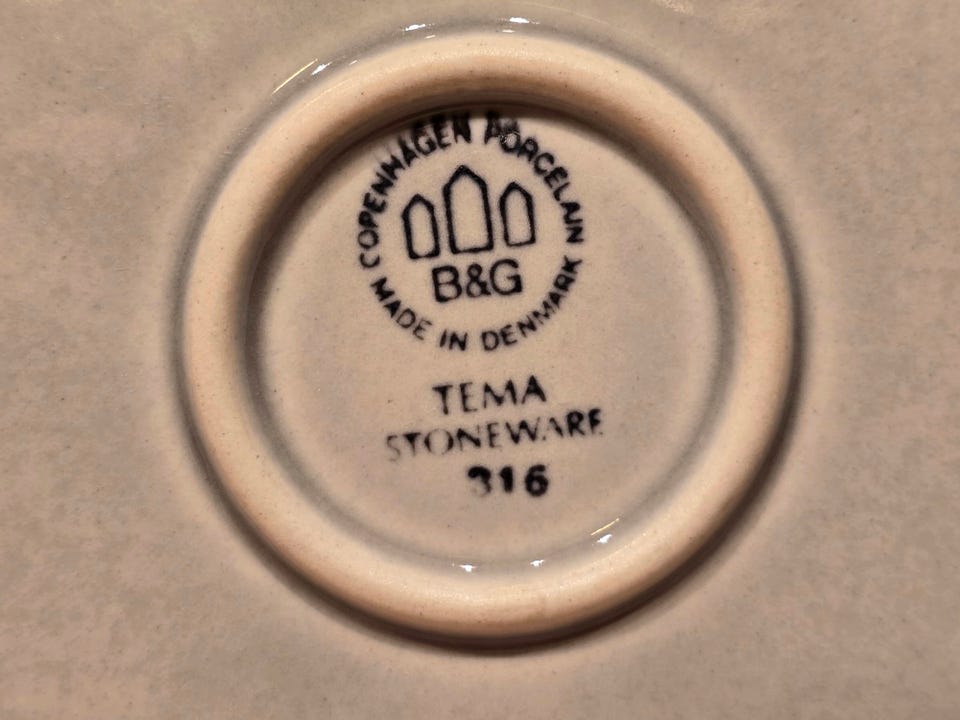 COPENHAGEN PORCELAIN
B&G
MADE IN DENMARK
TEMA
STONEWARE
316